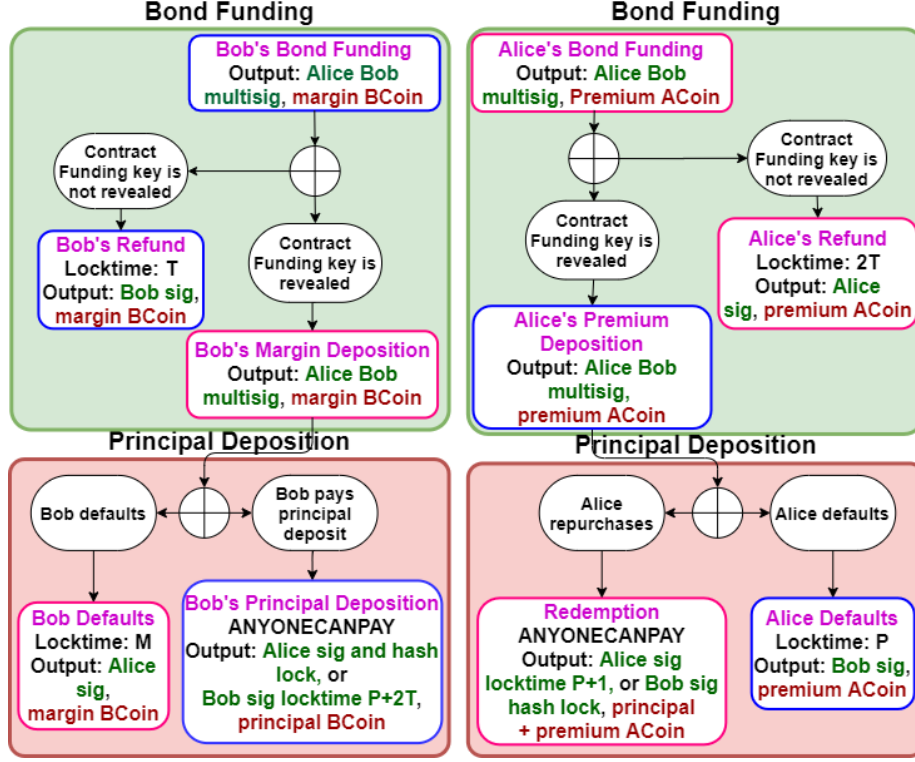 Bond Funding
Bob's Bond Funding
Output: Alice Bob
multisig, margin BCoin
Contract
Funding key is
not revealed
Bob's Refund
Locktime: T
Output: Bob sig,
margin BCoin
Contract
Funding key is
revealed
Bob's Margin Deposition
Output: Alice Bob
multisig, margin BCoin
Bond Funding
Alice's Bond Funding
Output: Alice Bob
multisig, Premium ACoin
Contract
Funding key is
not revealed
Contract
Funding key is
revealed
Alice's Refund
Locktime: 2T
Output: Alice
sig, premium ACoin
Alice's Premium
Deposition
Output: Alice Bob
multisig,
premium ACoin
Principal Deposition
Bob defaults
Bob pays
principal
deposit
Bob Defaults
Locktime: M
Output: Alice
sig,
margin BCoin
Bob's Principal Deposition
ANYONECANPAY
Output: Alice sig and hash
lock, or
Bob sig locktime P+2T,
principal BCoin
Principal Deposition
Alice
repurchases
Alice defaults
Redemption
ANYONECANPAY
Output: Alice sig
locktime P+1, or Bob sig
hash lock, principal
+ premium ACoin
Alice Defaults
Locktime: P
Output: Bob sig,
premium ACoin